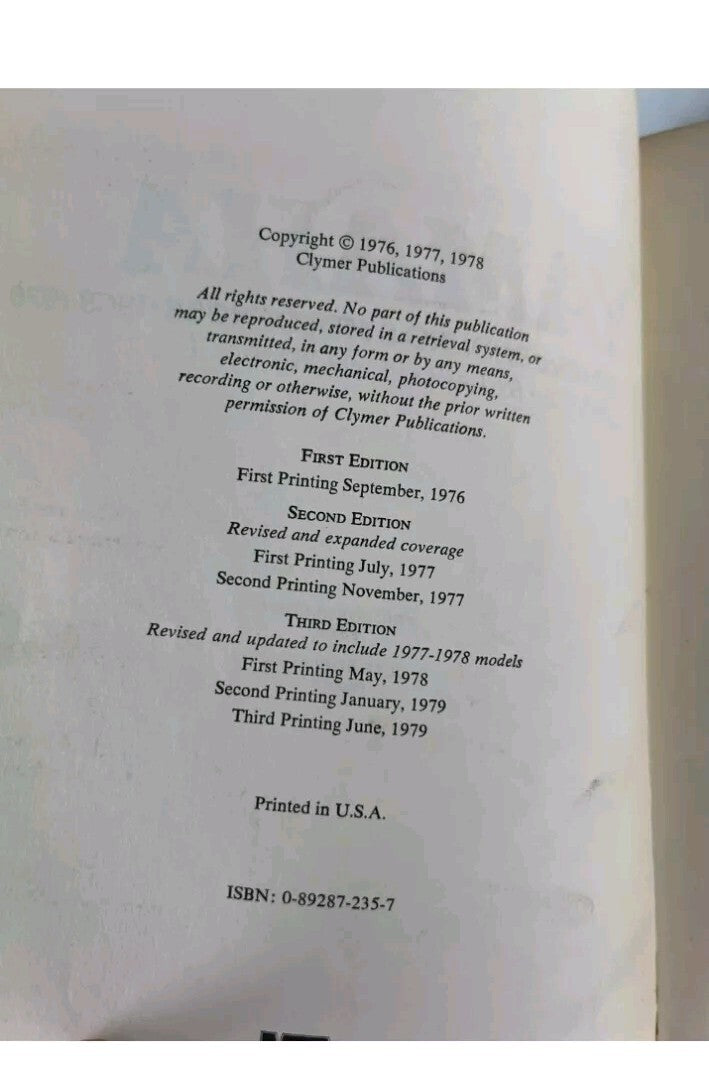 Copyright © 1976, 1977, 1978
Clymer Publications
All rights reserved. No part of this publication
may be reproduced, stored in a retrieval system, or
transmitted, in any form or by any means,
electronic, mechanical, photocopying,
recording or otherwise, without the prior written
permission of Clymer Publications.
FIRST EDITION
First Printing September, 1976
SECOND EDITION
Revised and expanded coverage
First Printing July, 1977
Second Printing November, 1977
THIRD EDITION
Revised and updated to include 1977-1978 models
First Printing May, 1978
Second Printing January, 1979
Third Printing June, 1979
Printed in U.S.A.
ISBN: 0-89287-235-7